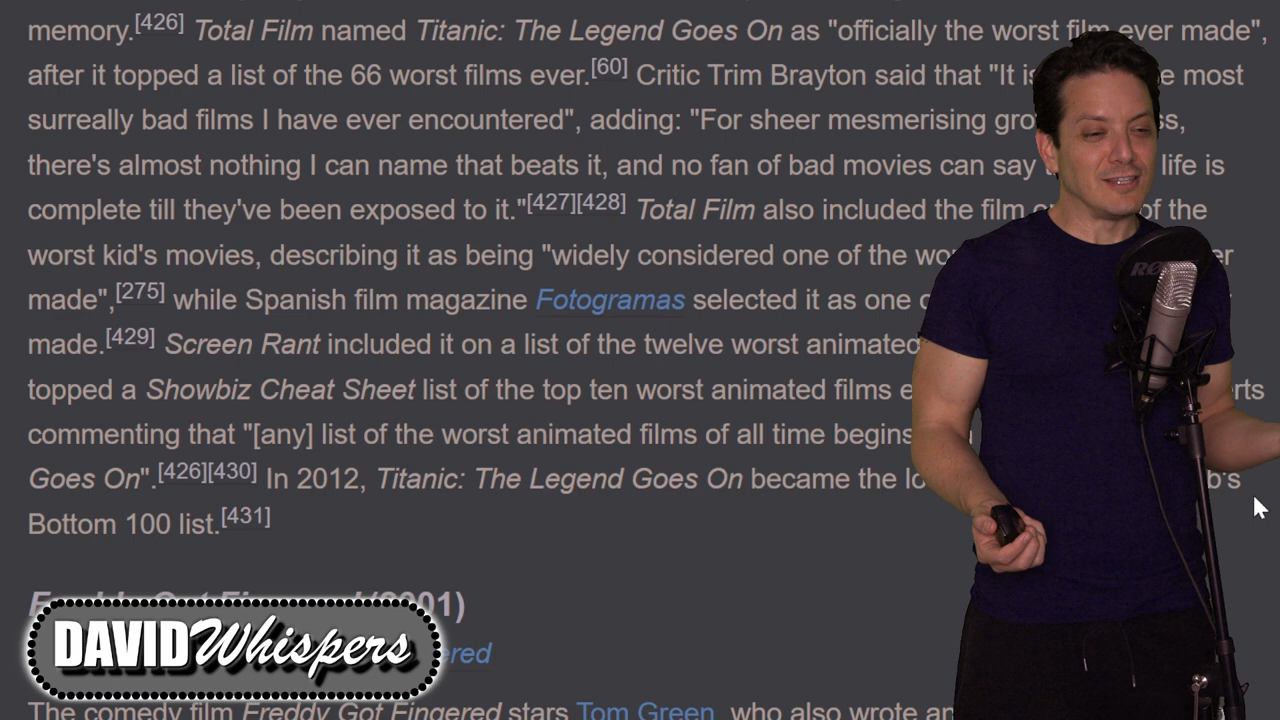 memory.[426] Total Film named Titanic: The Legend Goes On as "officially the worst film ever made",
after it topped a list of the 66 worst films ever.[60] Critic Trim Brayton said that "It is most
surreally bad films I have ever encountered", adding: "For sheer mesmerising
there's almost nothing I can name that beats it, and no fan of bad movies can say life is
complete till they've been exposed to it."[427][428] Total Film also included the film of the
worst kid's movies, describing it as being "widely considered one of the
made",[275] while Spanish film magazine Fotogramas selected it as one
made.[429] Screen Rant included it on a list of the twelve worst animated
topped a Showbiz Cheat Sheet list of the top ten worst animated films
commenting that "[any] list of the worst animated films of all time begins
Goes On".[426][430] In 2012, Titanic: The Legend Goes On became the
Bottom 100 list.[431]
DAVID Whispers
The comedy film Freddy Got Fingered stars Tom Green, who also wrote